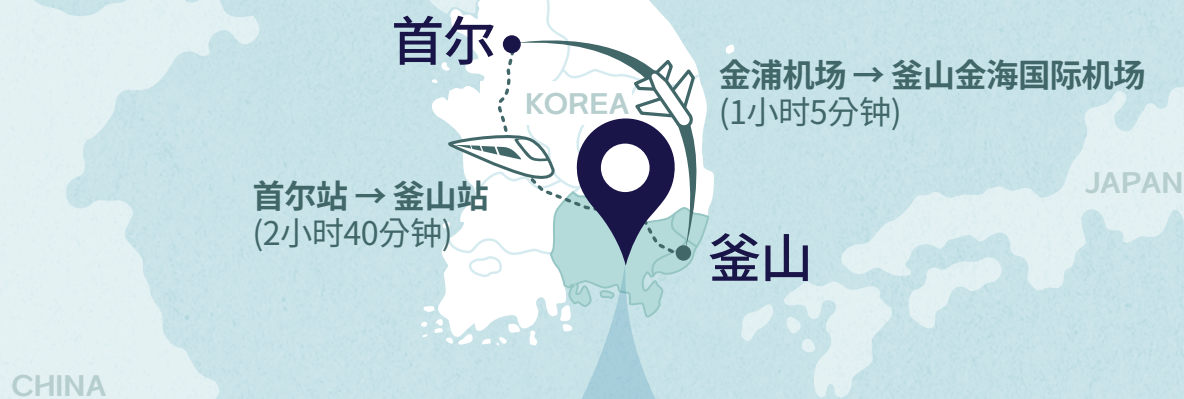 首尔
金浦机场 → 釜山金海国际机场
(1小时5分钟)
KOREA
JAPAN
首尔站 → 釜山站
(2小时40分钟)
釜山
CHINA